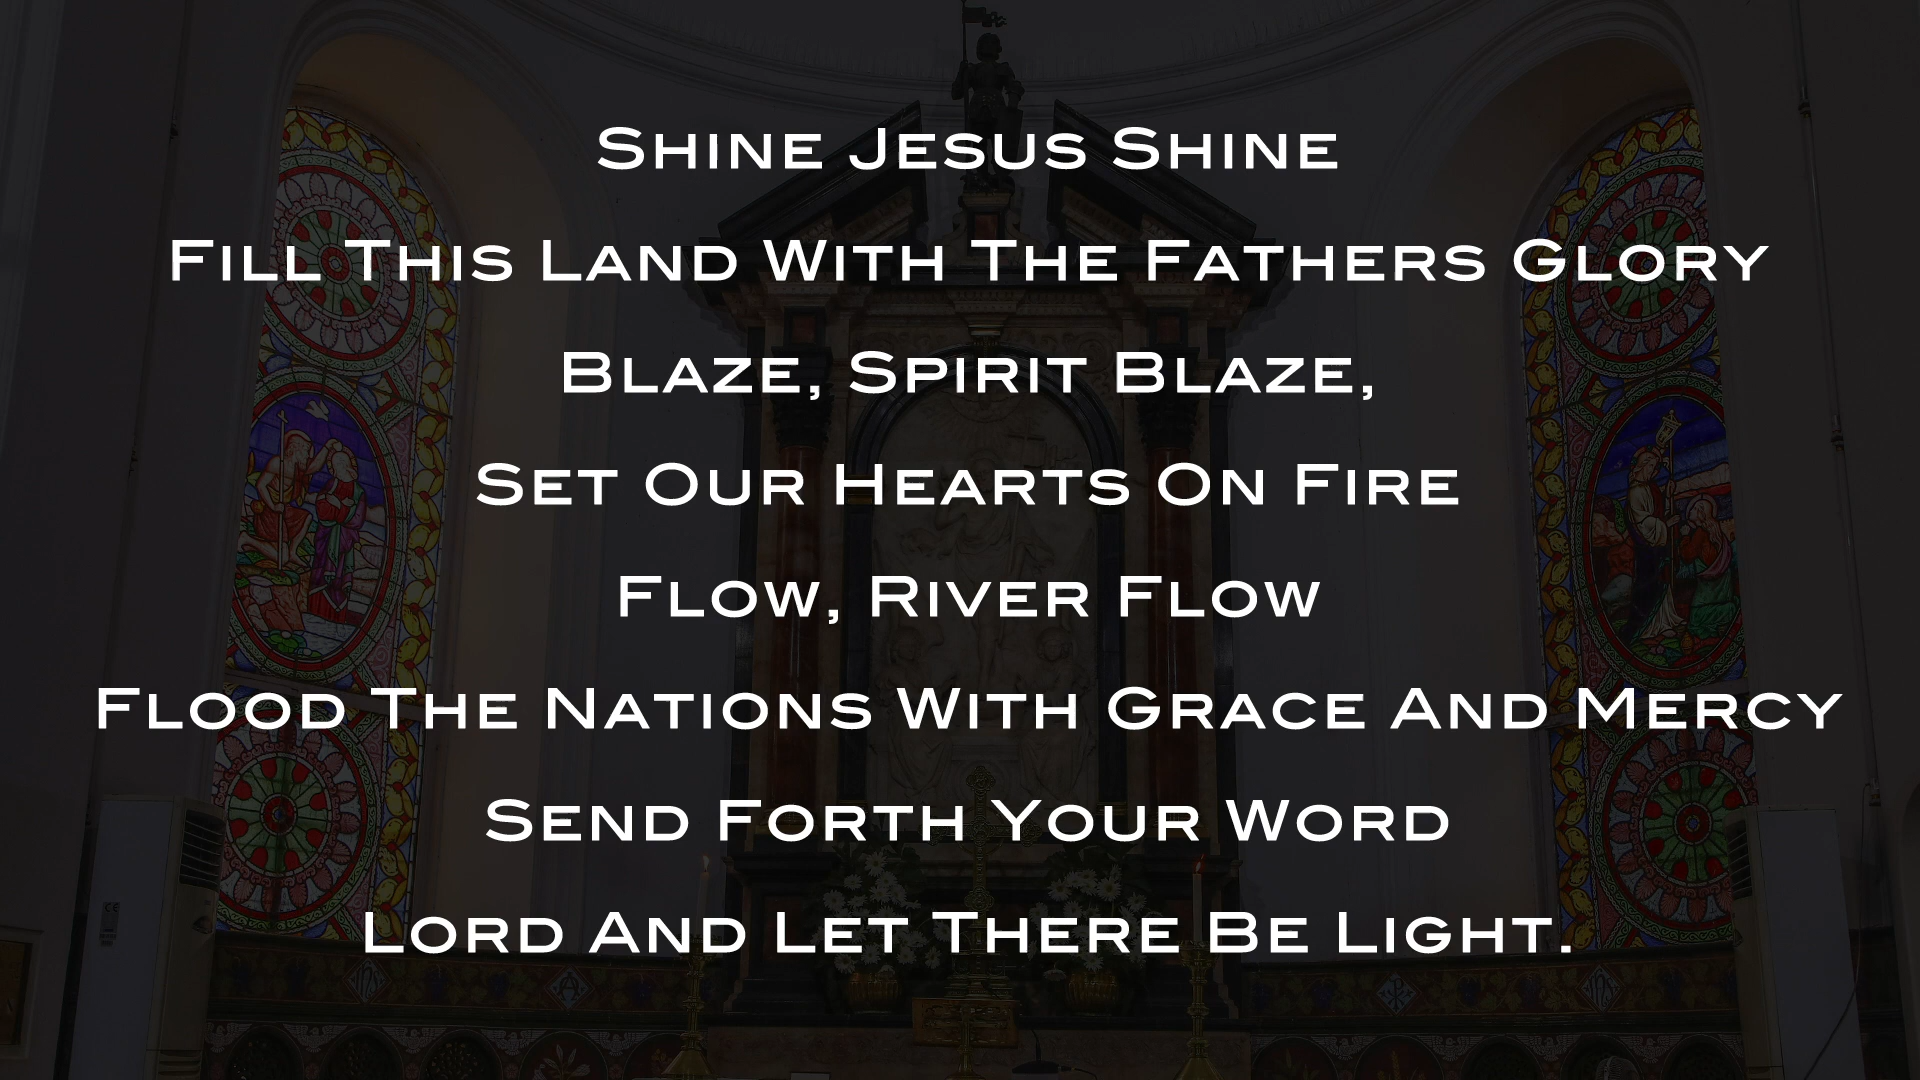 Shine Jesus Shine
Fill This Land With The Fathers Glory
Blaze, Spirit Blaze,
Set Our Hearts On Fire
Flow, River Flow
Flood The Nations With Grace And Mercy
Send Forth Your Word
Lord And Let There Be Light.